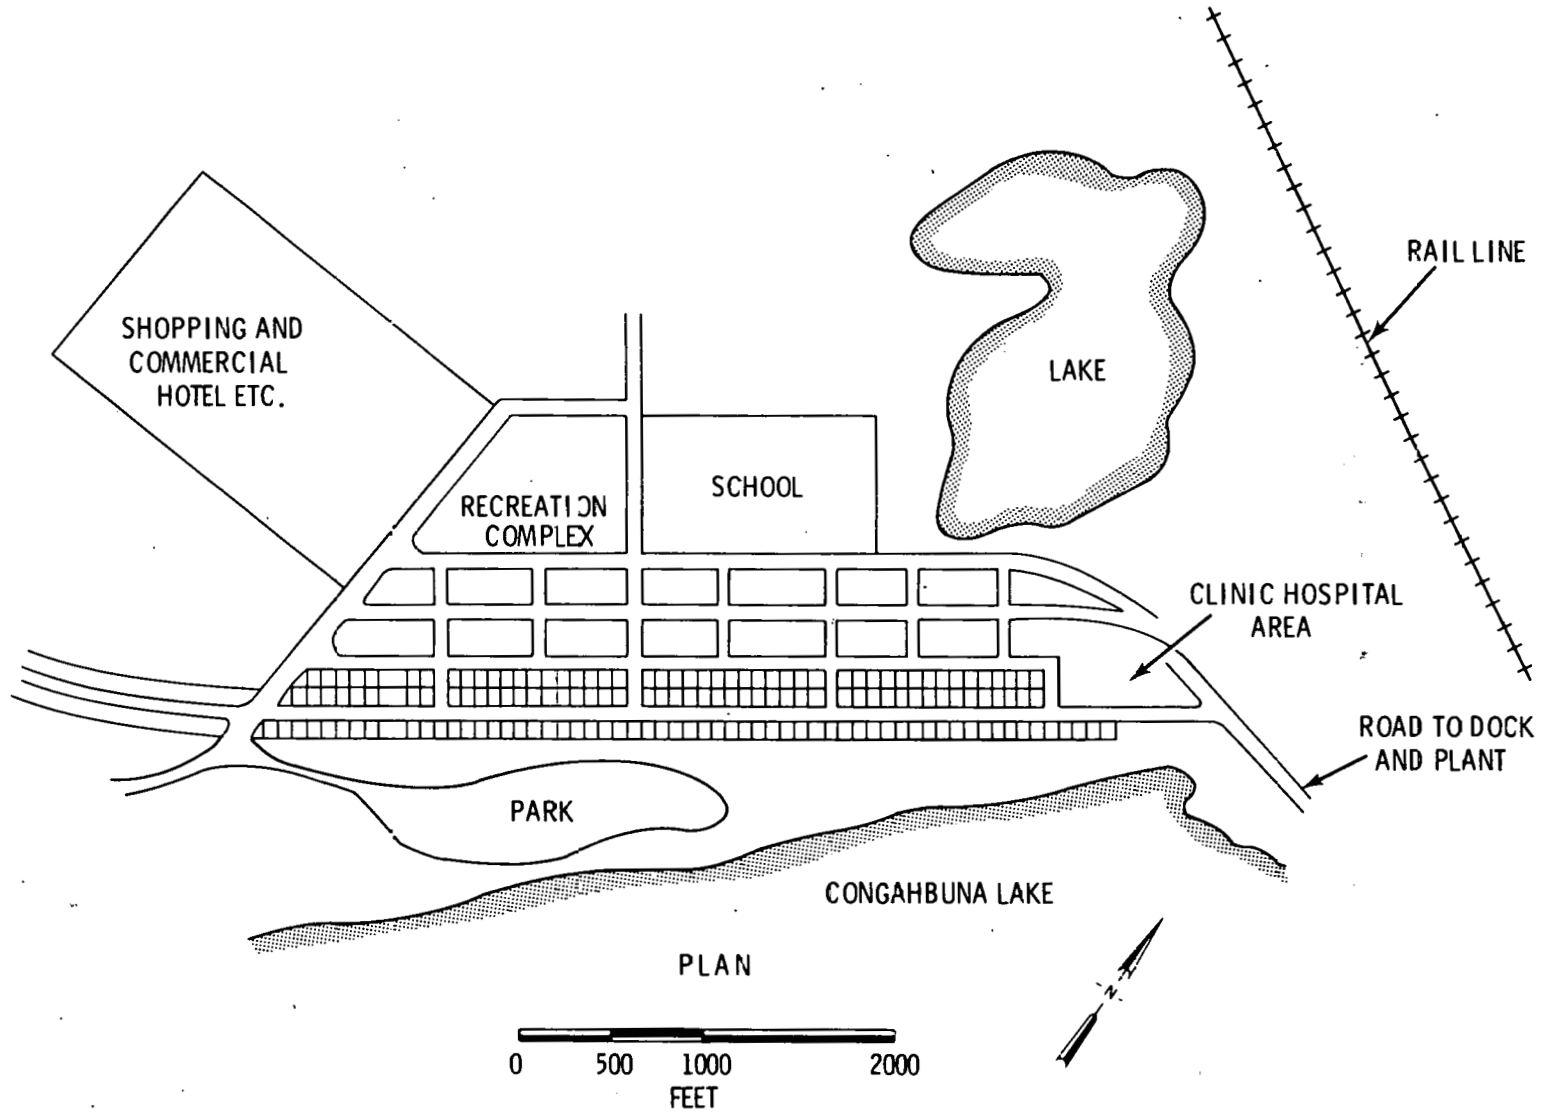 RAIL LINE
SHOPPING AND
COMMERCIAL
HOTEL ETC.
LAKE
SCHOOL
RECREATION
COMPLEX
CLINIC HOSPITAL
AREA
ROAD TO DOCK
AND PLANT
PARK
CONGAHBUNA LAKE
PLAN
N
0 500 1000 2000
FEET